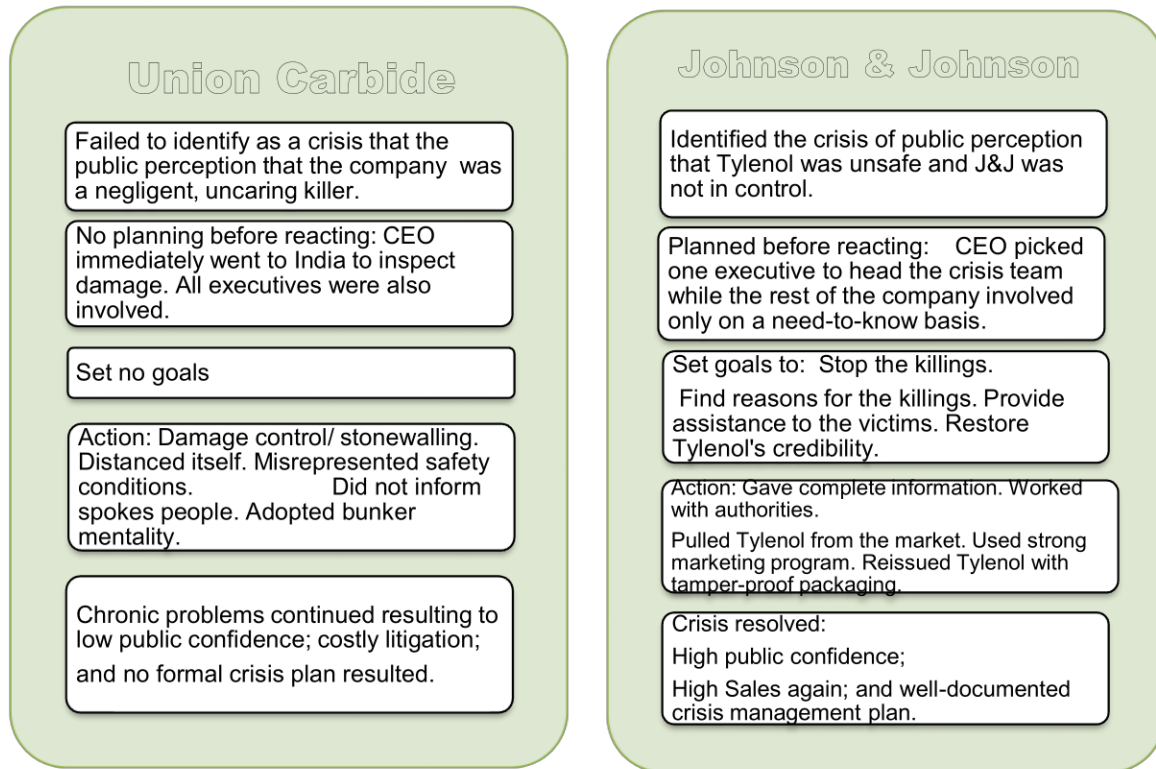 Union Carbide
Failed to identify as a crisis that the
public perception that the company was
a negligent, uncaring killer.
No planning before reacting: CEO
immediately went to India to inspect
damage. All executives were also
involved.
Set no goals
Action: Damage control/ stonewalling.
Distanced itself. Misrepresented safety
conditions. Did not inform
spokes people. Adopted bunker
mentality.
Chronic problems continued resulting to
low public confidence; costly litigation;
and no formal crisis plan resulted.
Johnson & Johnson
Identified the crisis of public perception
that Tylenol was unsafe and J&J was
not in control.
Planned before reacting: CEO picked
one executive to head the crisis team
while the rest of the company involved
only on a need-to-know basis.
Set goals to: Stop the killings.
Find reasons for the killings. Provide
assistance to the victims. Restore
Tylenol's credibility.
Action: Gave complete information. Worked
with authorities.
Pulled Tylenol from the market. Used strong
marketing program. Reissued Tylenol with
tamper-proof packaging.
Crisis resolved:
High public confidence;
High Sales again; and well-documented
crisis management plan.